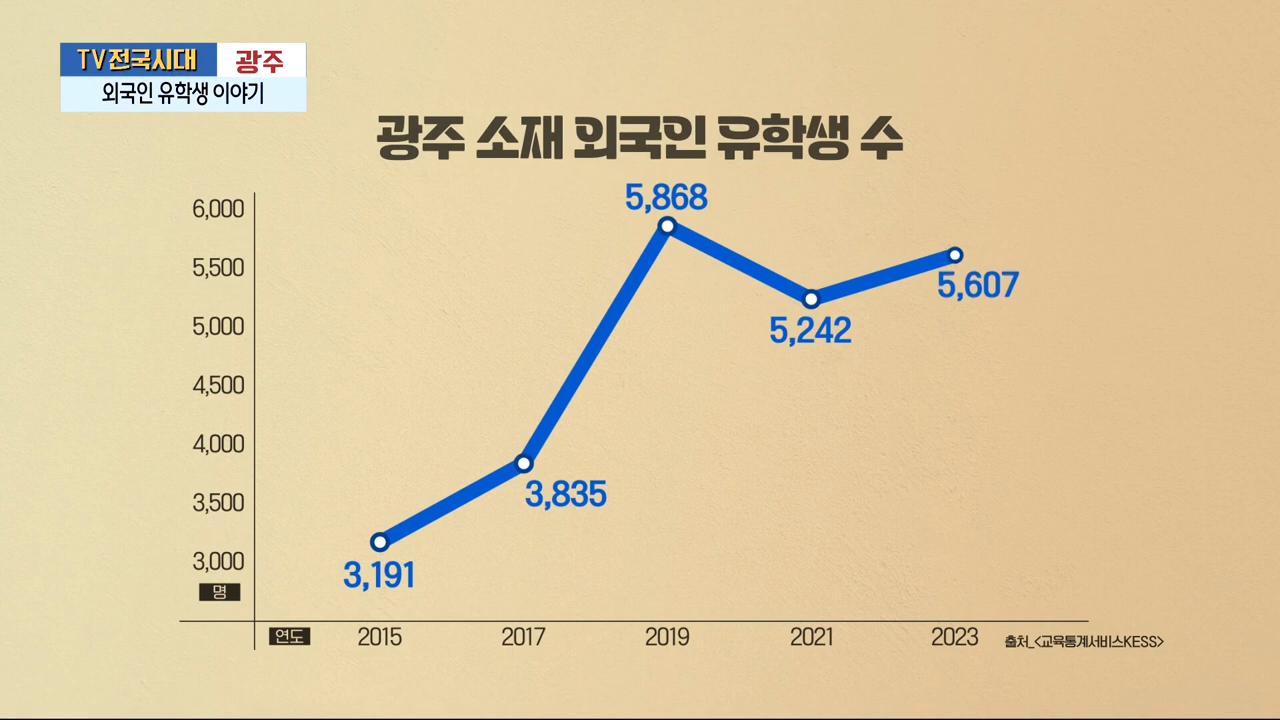 TV전국시대 광주
외국인 유학생 이야기
광주 소재 외국인 유학생 수
6,000
5,500
5,000
4,500
4,000
3,500
3,000
명
5,868
5,607
5,242
3,835
3,191
연도 2015 2017 2019 2021 2023
출처_<교육통계서비스KESS>